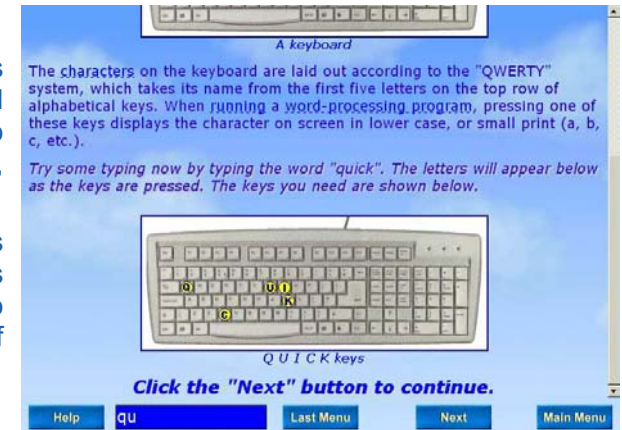 A keyboard
The characters on the keyboard are laid out according to the "QWERTY"
system, which takes its name from the first five letters on the top row of
alphabetical keys. When running a word-processing program, pressing one of
these keys displays the character on screen in lower case, or small print (a, b,
c, etc.).
Try some typing now by typing the word "quick". The letters will appear below
as the keys are pressed. The keys you need are shown below.
Q U I
K
C
Q U I C K keys
Click the "Next" button to continue.
Help qu Last Menu Next Main Menu